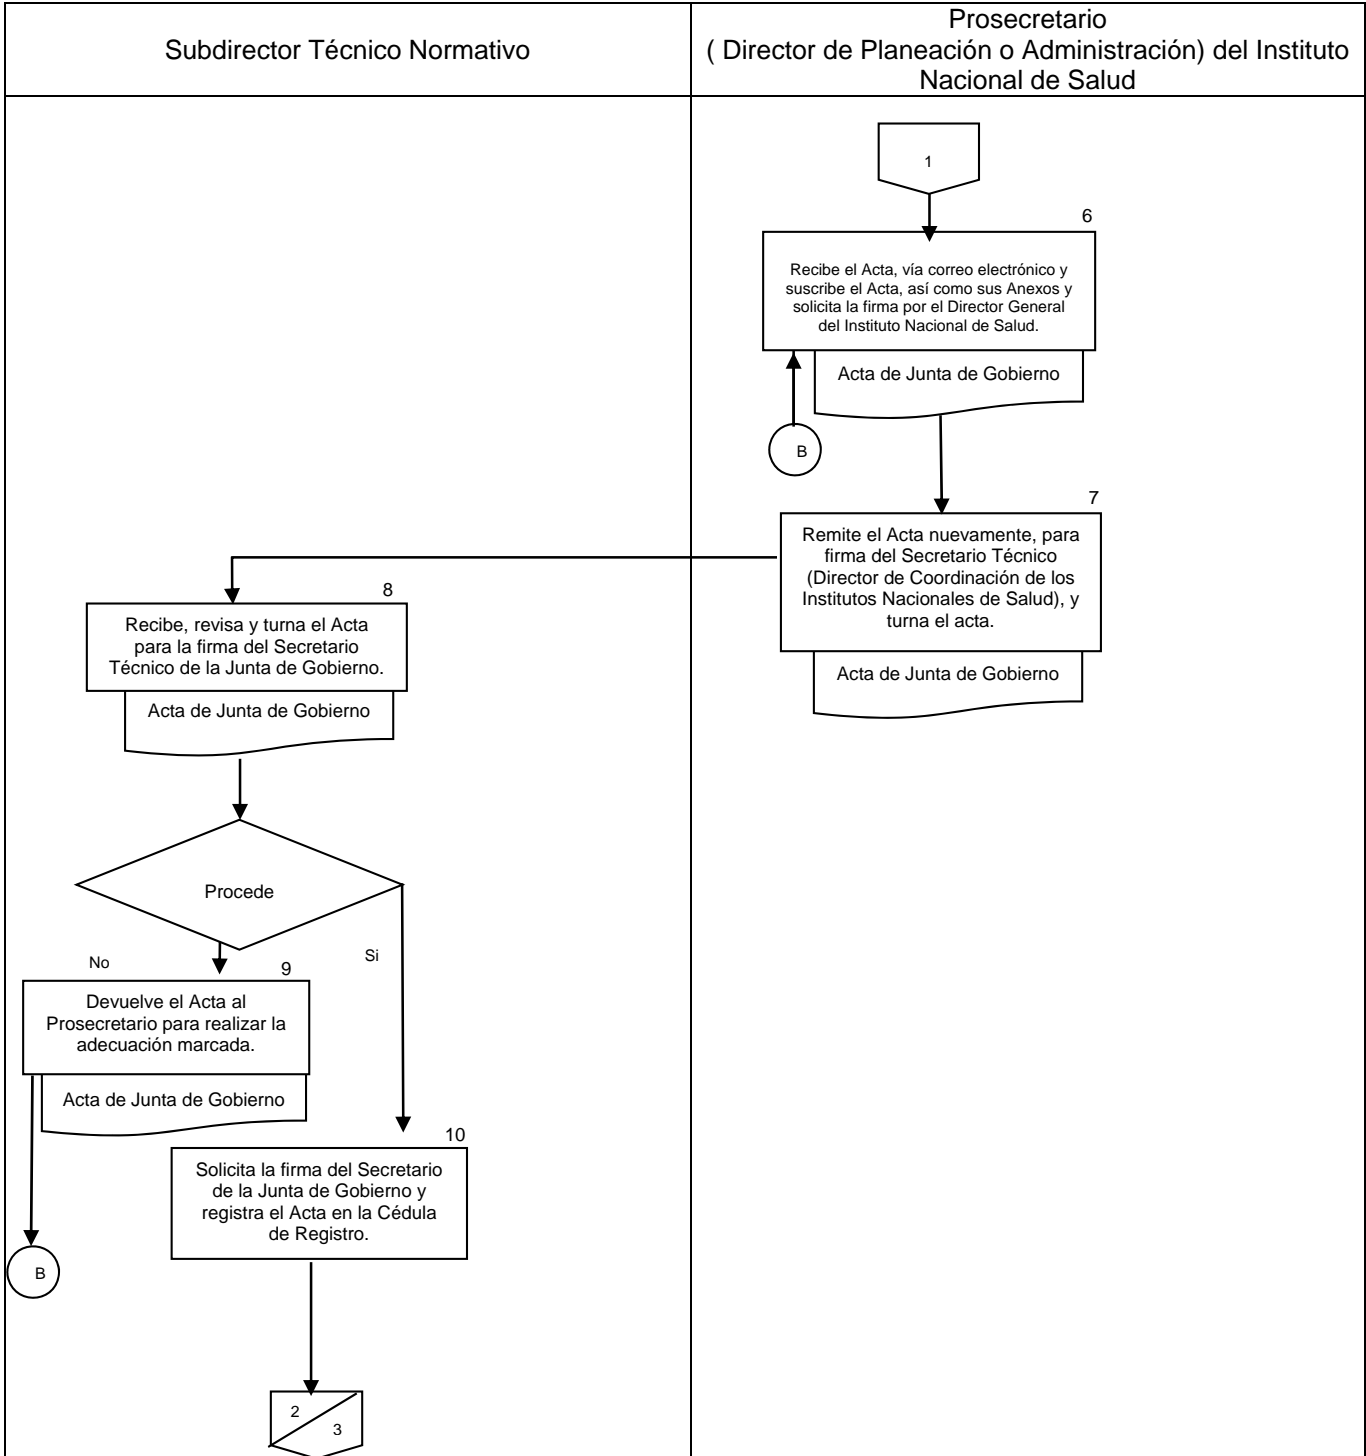 Subdirector Técnico Normativo
Prosecretario
( Director de Planeación o Administración) del Instituto
Nacional de Salud
1
6
Recibe el Acta, vía correo electrónico y
suscribe el Acta, así como sus Anexos y
solicita la firma por el Director General
del Instituto Nacional de Salud.
Acta de Junta de Gobierno
B
7
Remite el Acta nuevamente, para
firma del Secretario Técnico
(Director de Coordinación de los
Institutos Nacionales de Salud), y
turna el acta.
Acta de Junta de Gobierno
8
Recibe, revisa y turna el Acta
para la firma del Secretario
Técnico de la Junta de Gobierno.
Acta de Junta de Gobierno
Procede
No
Si
9
Devuelve el Acta al
Prosecretario para realizar la
adecuación marcada.
Acta de Junta de Gobierno
B
10
Solicita la firma del Secretario
de la Junta de Gobierno y
registra el Acta en la Cédula
de Registro.
2
3